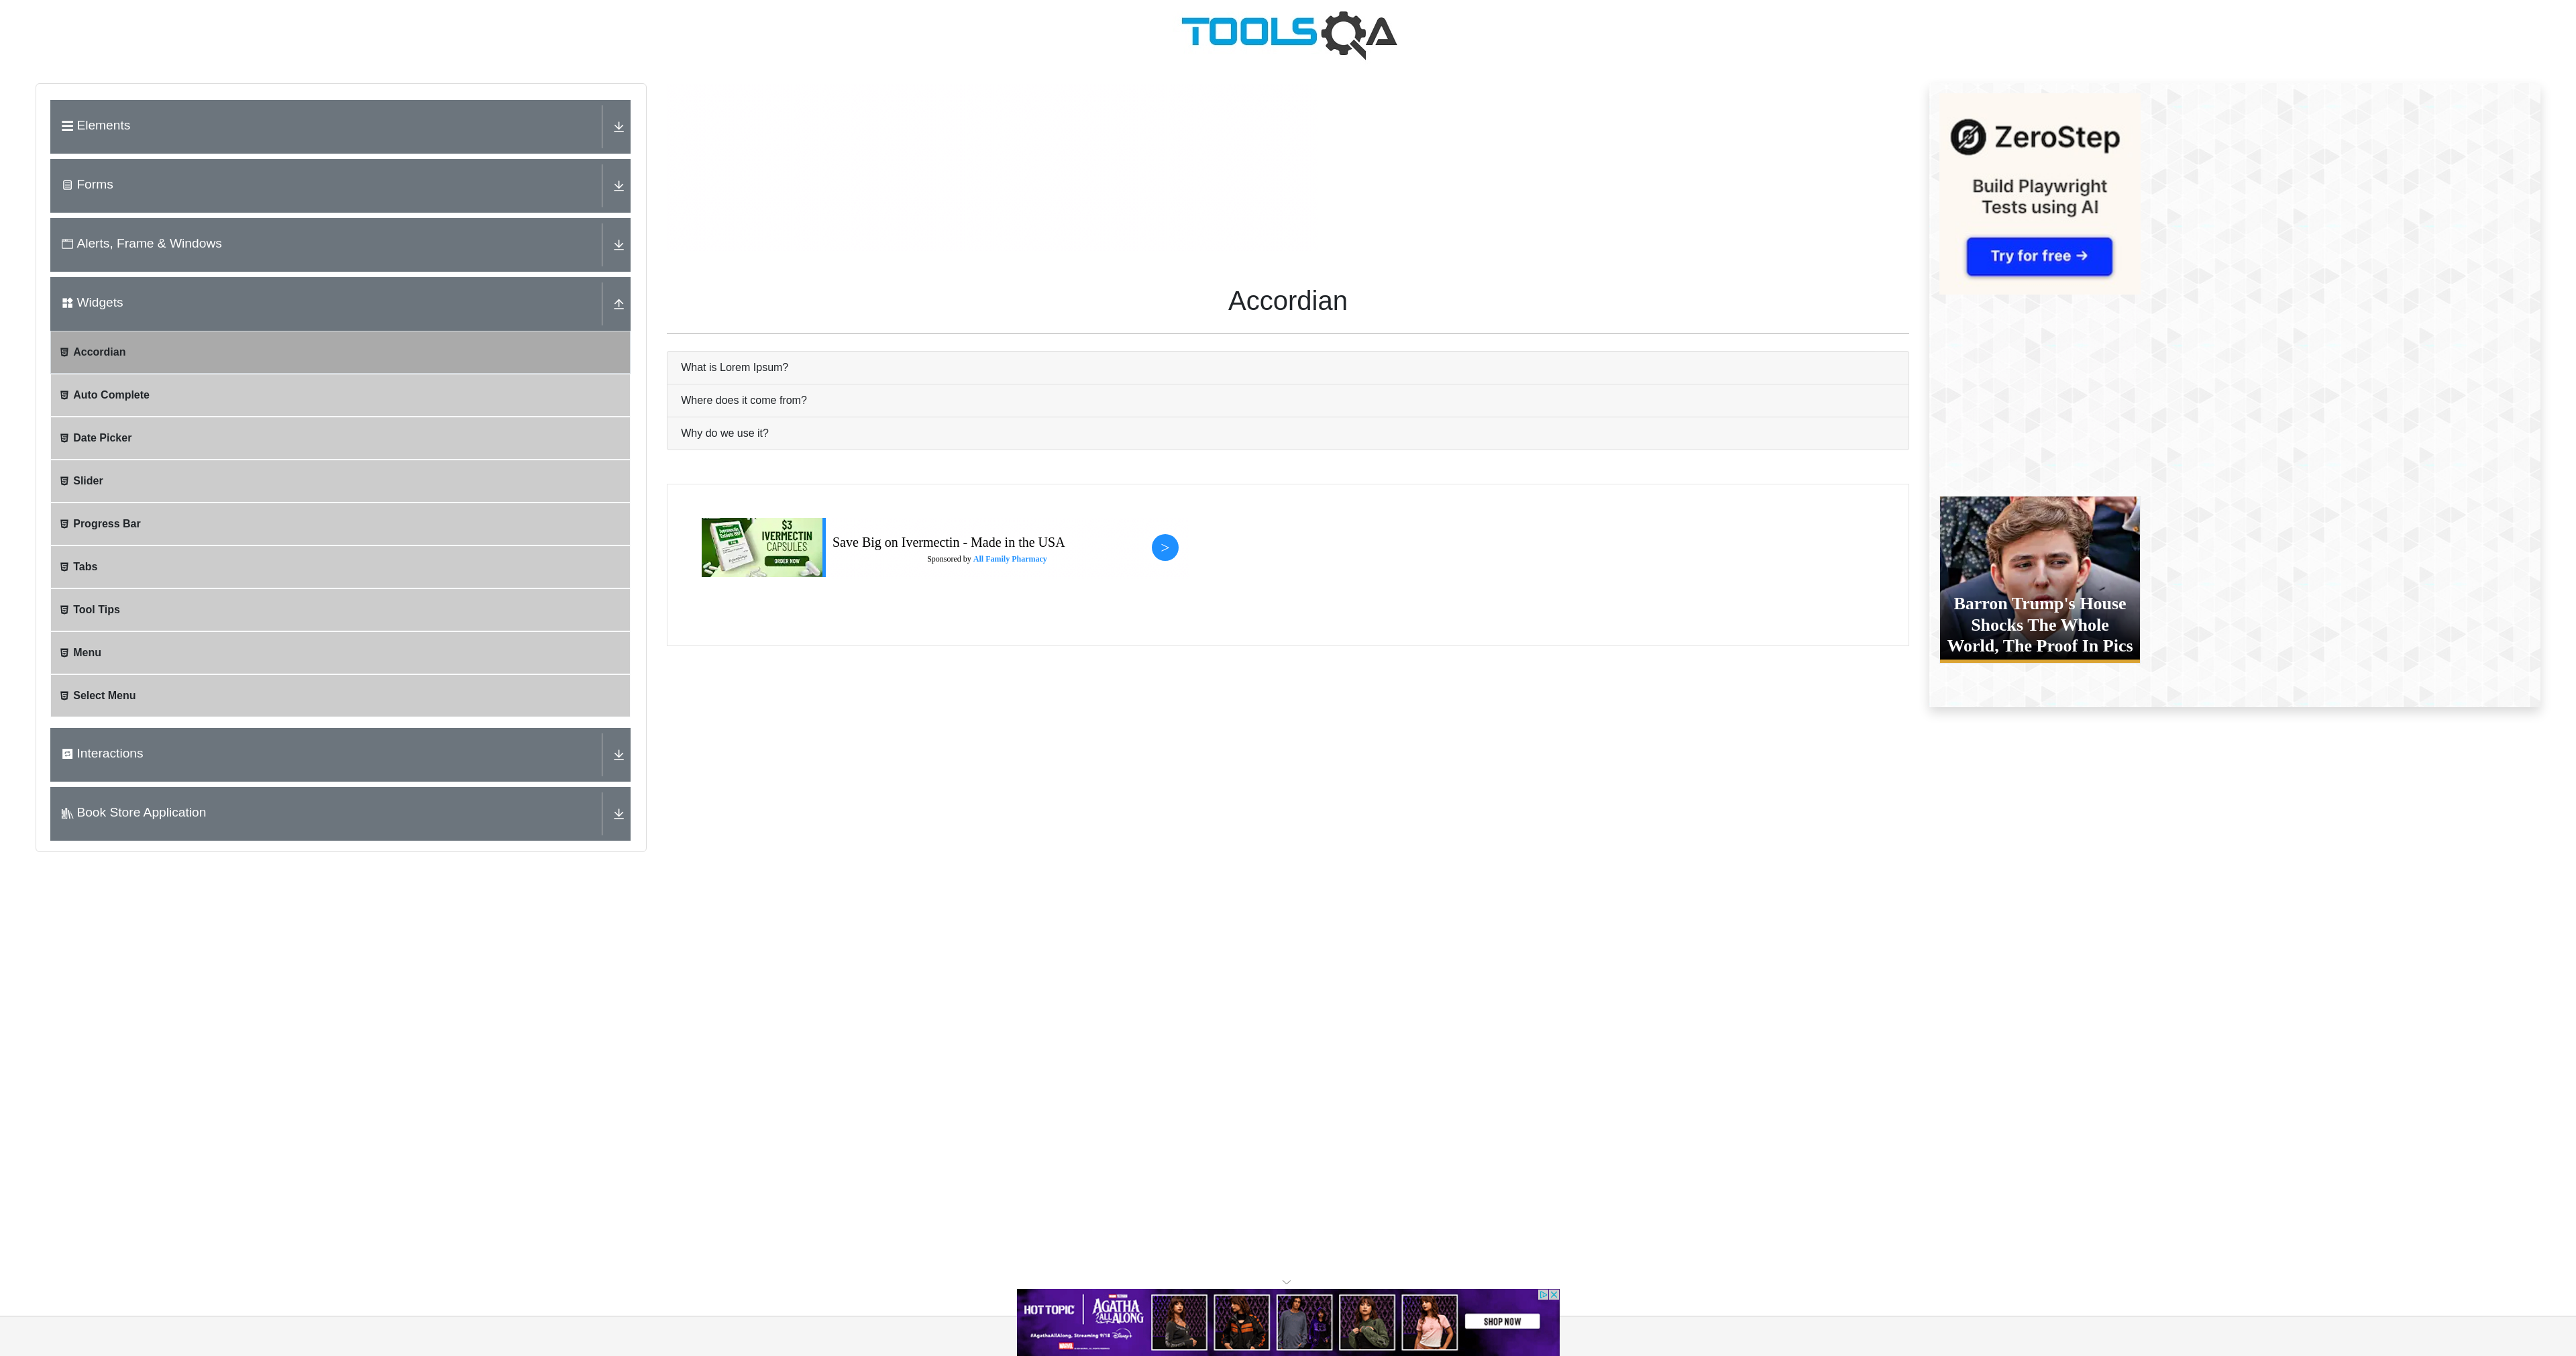 TOOLSQA
Elements
Forms
Alerts, Frame & Windows
Widgets
Accordian
Auto Complete
Date Picker
Slider
Progress Bar
Tabs
Tool Tips
Menu
Select Menu
Interactions
Book Store Application
Accordian
What is Lorem Ipsum?
Where does it come from?
Why do we use it?
$3
IVERMECTIN
CAPSULES
ORDER NOW
Save Big on Ivermectin - Made in the USA
Sponsored by All Family Pharmacy
>
ZeroStep
Build Playwright
Tests using AI
Try for free →
Barron Trump's House
Shocks The Whole
World, The Proof In Pics
HOT TOPIC
AGATHA
ALL ALONG
#AgathaAllAlong, Streaming 9/18 Disney+
MARVEL
SHOP NOW